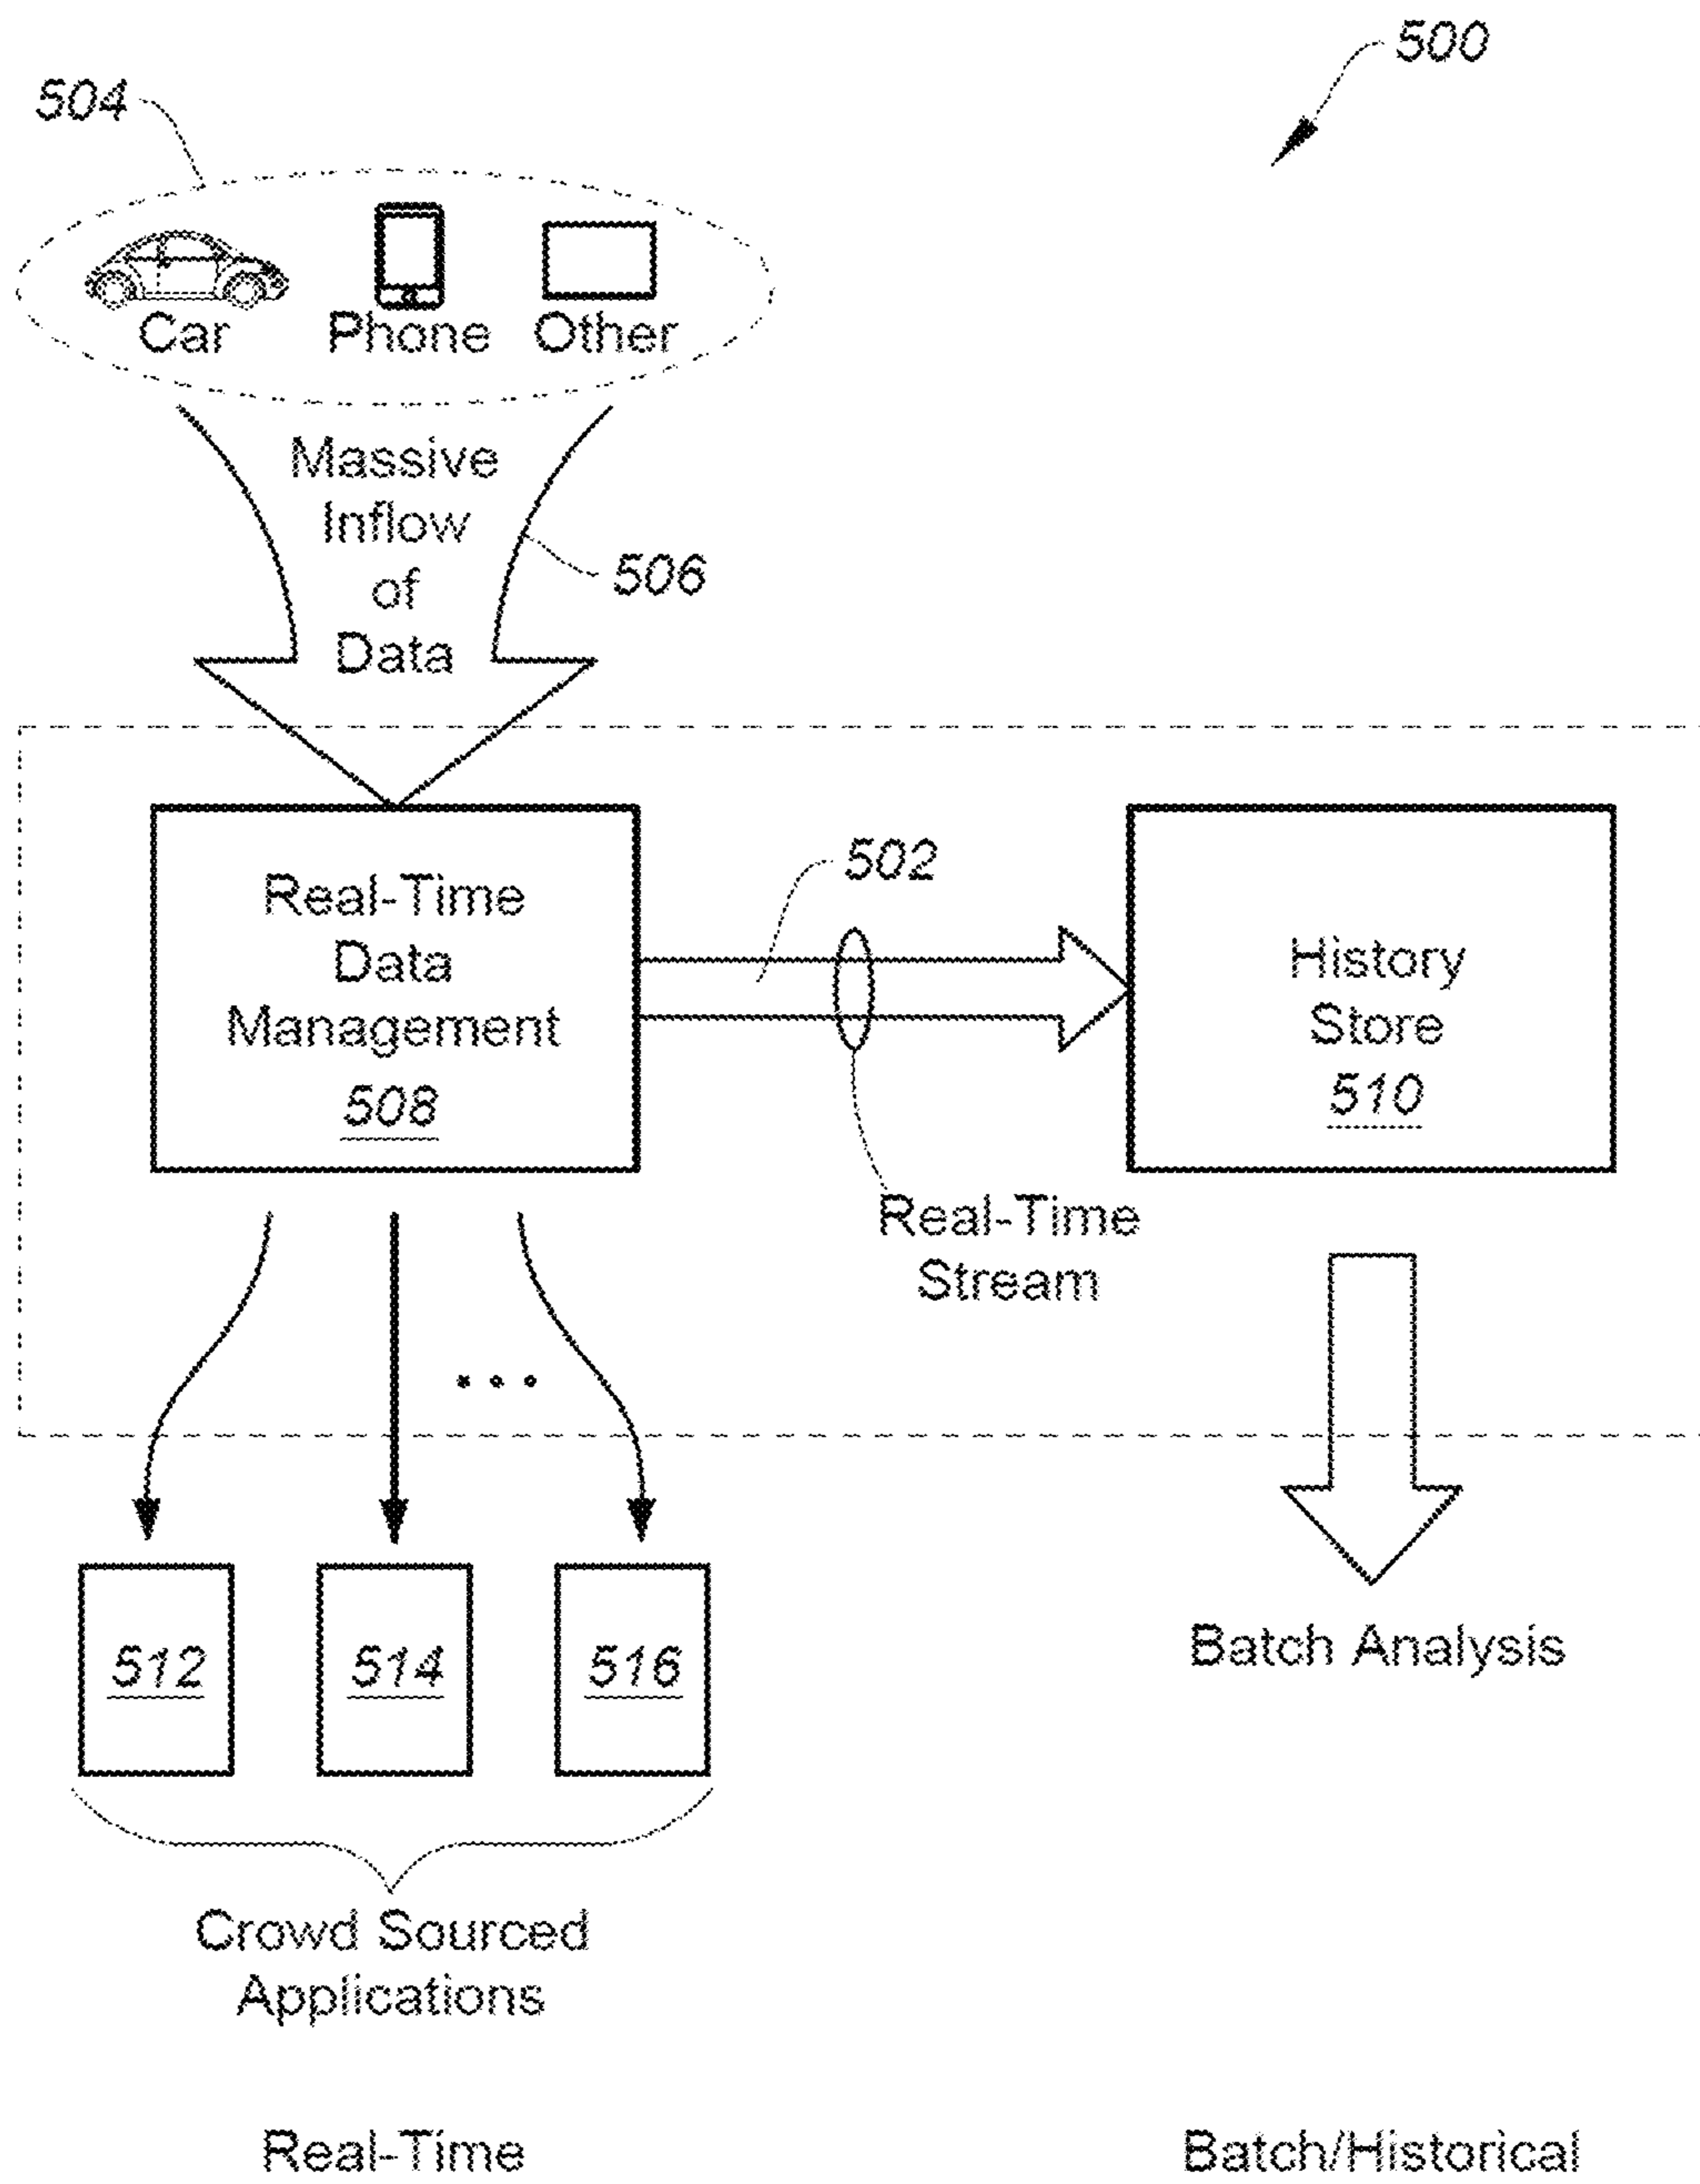 500
504
Car Phone Other
Massive
Inflow
of
Data
506
Real-Time
Data
Management
508
502
History
Store
510
Real-Time
Stream
512 514 516
Batch Analysis
Crowd Sourced
Applications
Real-Time Batch/Historical